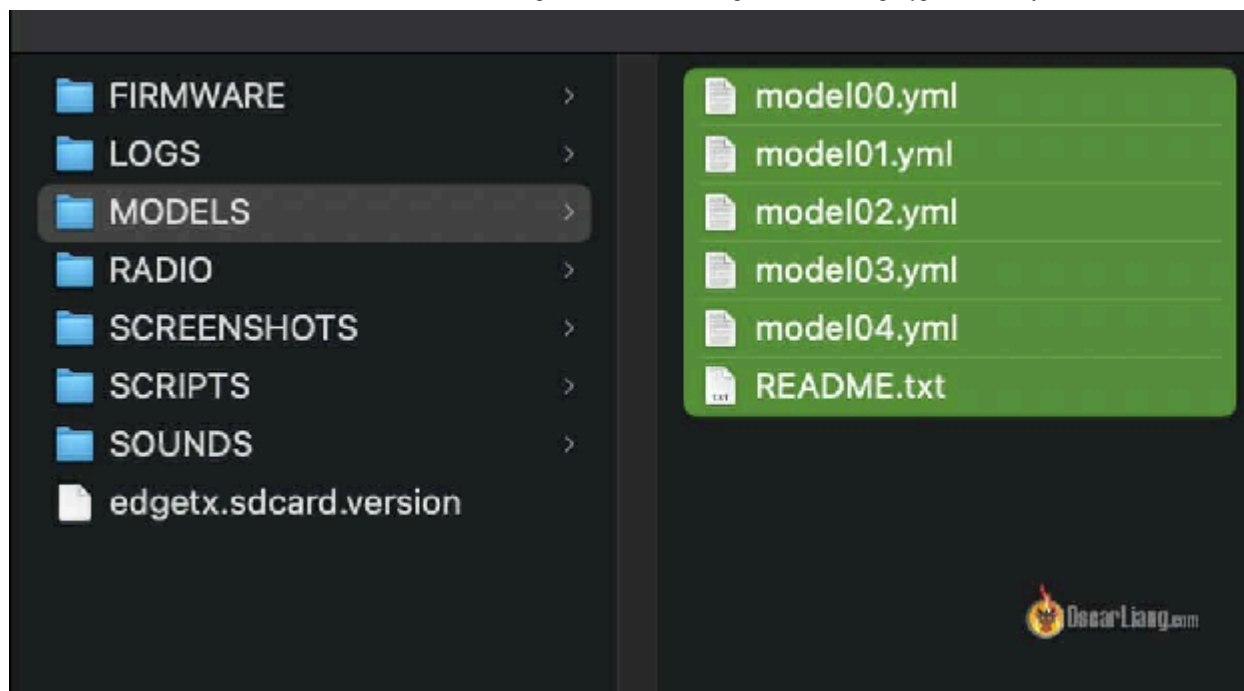 FIRMWARE
LOGS
MODELS
RADIO
SCREENSHOTS
SCRIPTS
SOUNDS
edgetx.sdcard.version
model00.yml
model01.yml
model02.yml
model03.yml
model04.yml
README.txt
OscarLiang.com